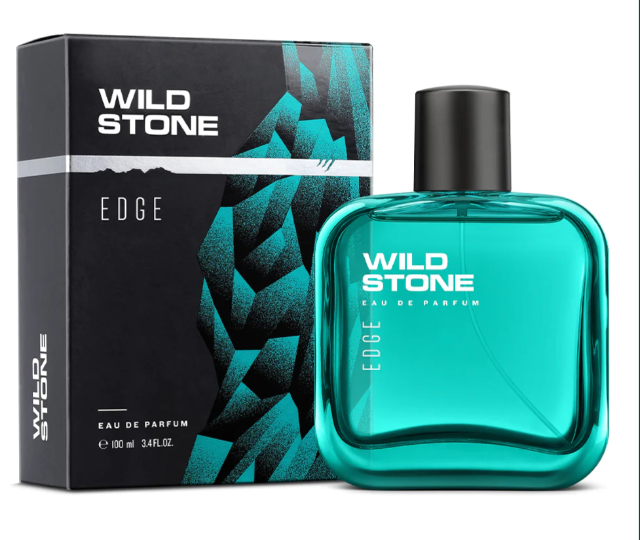 WILD
STONE
EDGE
EAU DE PARFUM
℮ 100 ml 3.4 FL.OZ.
WILD
STONE
WILD
STONE
EAU DE PARFUM
EDGE